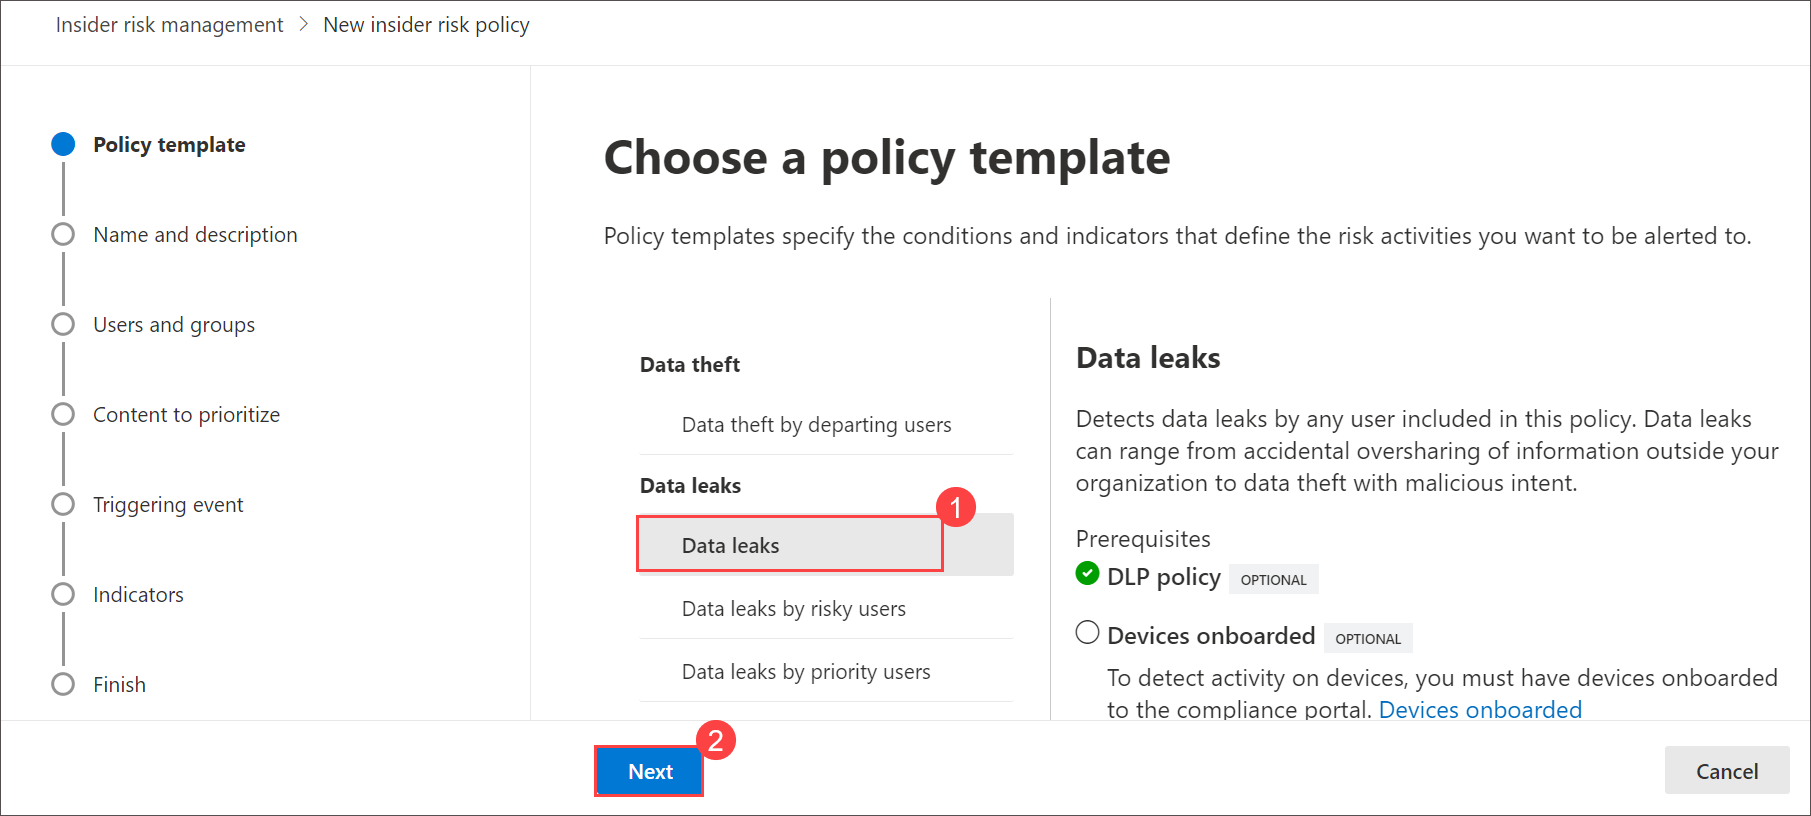 Insider risk management > New insider risk policy
Policy template
Name and description
Users and groups
Content to prioritize
Triggering event
Indicators
Finish
Choose a policy template
Policy templates specify the conditions and indicators that define the risk activities you want to be alerted to.
Data theft
Data theft by departing users
Data leaks
1
Data leaks
Data leaks by risky users
Data leaks by priority users
Data leaks
Detects data leaks by any user included in this policy. Data leaks
can range from accidental oversharing of information outside your
organization to data theft with malicious intent.
Prerequisites
DLP policy OPTIONAL
Devices onboarded OPTIONAL
To detect activity on devices, you must have devices onboarded
to the compliance portal. Devices onboarded
2
Next
Cancel